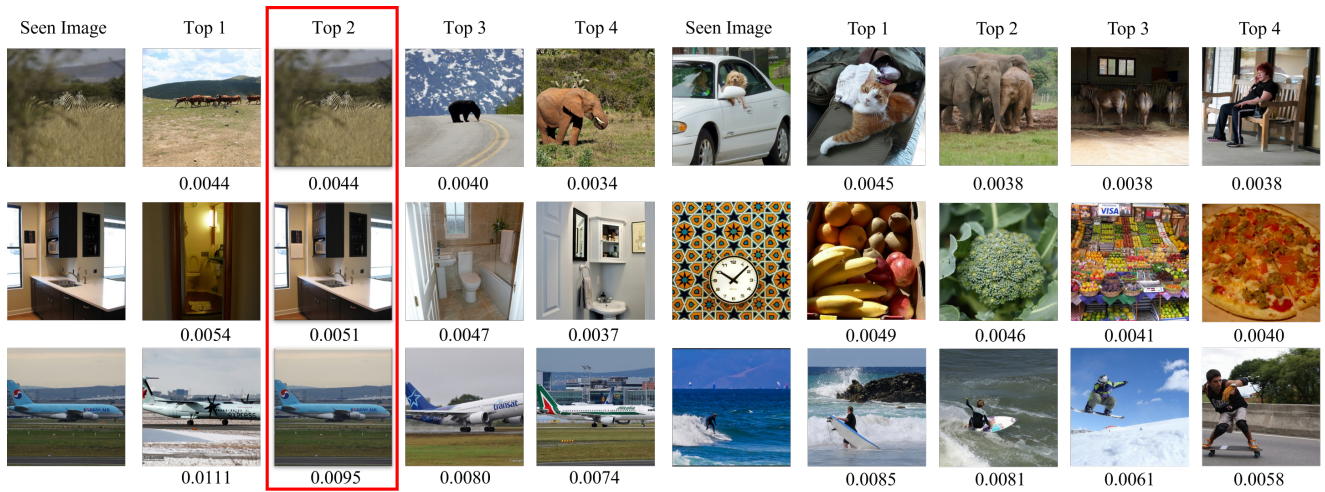 Seen Image Top 1 Top 2 Top 3 Top 4 Seen Image Top 1 Top 2 Top 3 Top 4
0.0044 0.0044 0.0040 0.0034 0.0045 0.0038 0.0038 0.0038
VISA
0.0054 0.0051 0.0047 0.0037 0.0049 0.0046 0.0041 0.0040
transat
0.0111 0.0095 0.0080 0.0074 0.0085 0.0081 0.0061 0.0058